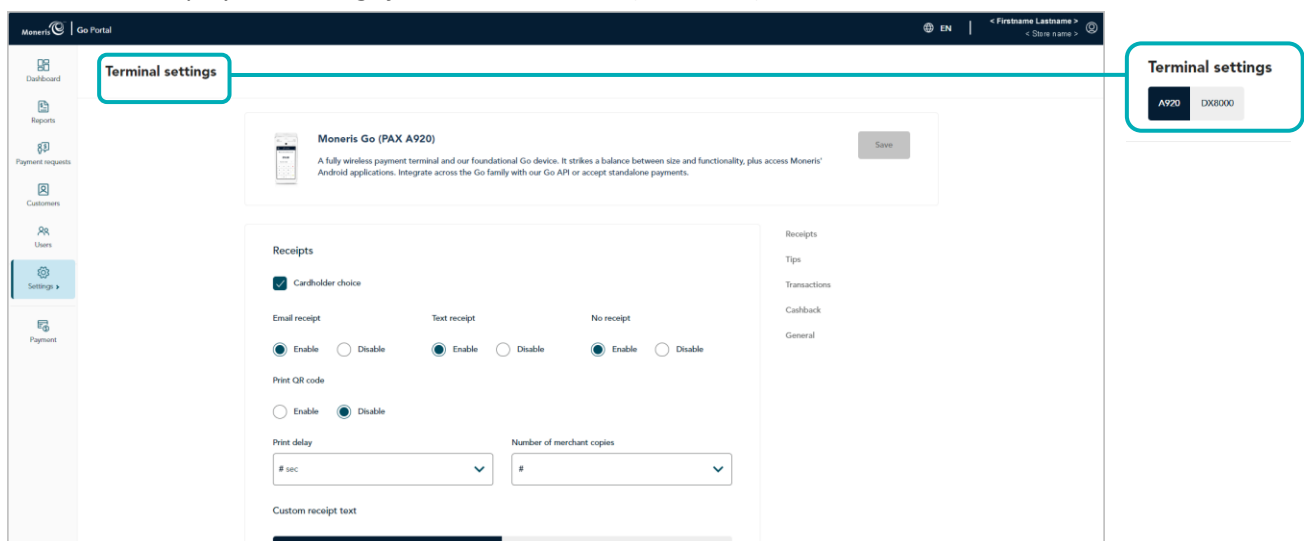 Moneris Go Portal
EN
< Firstname Lastname >
< Store name >
Dashboard
Reports
Payment requests
Customers
Users
Settings
Payment
Terminal settings
Terminal settings
A920 DX8000
Moneris Go (PAX A920)
A fully wireless payment terminal and our foundational Go device. It strikes a balance between size and functionality, plus access Moneris'
Android applications. Integrate across the Go family with our Go API or accept standalone payments.
Save
Receipts
Cardholder choice
Email receipt Text receipt No receipt
Enable Disable Enable Disable Enable Disable
Print QR code
Enable Disable
Print delay Number of merchant copies
# sec #
Custom receipt text
Receipts
Tips
Transactions
Cashback
General